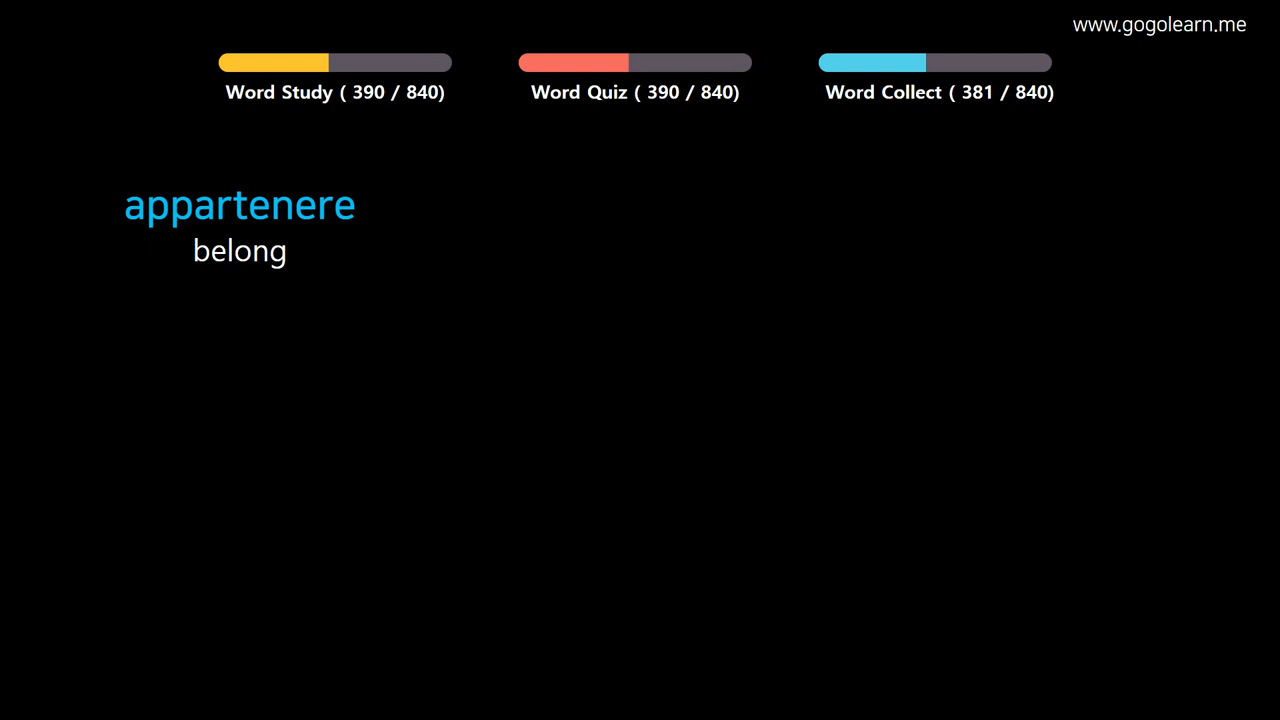 www.gogolearn.me
Word Study ( 390 / 840)
Word Quiz ( 390 / 840)
Word Collect ( 381 / 840)
appartenere
belong